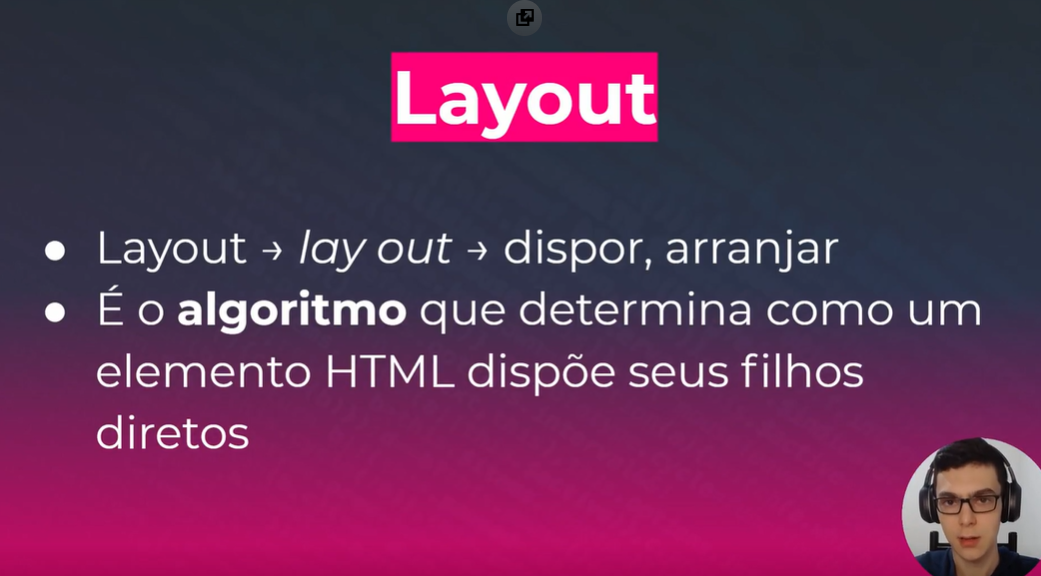 Layout
● Layout → lay out → dispor, arranjar
● É o algoritmo que determina como um
elemento HTML dispõe seus filhos
diretos